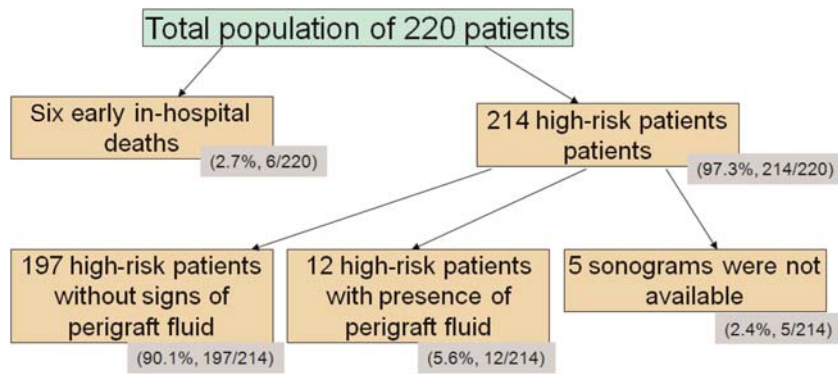 Total population of 220 patients
Six early in-hospital
deaths
(2.7%, 6/220)
214 high-risk patients
patients
(97.3%, 214/220)
197 high-risk patients
without signs of
perigraft fluid
(90.1%, 197/214)
12 high-risk patients
with presence of
perigraft fluid
(5.6%, 12/214)
5 sonograms were not
available
(2.4%, 5/214)